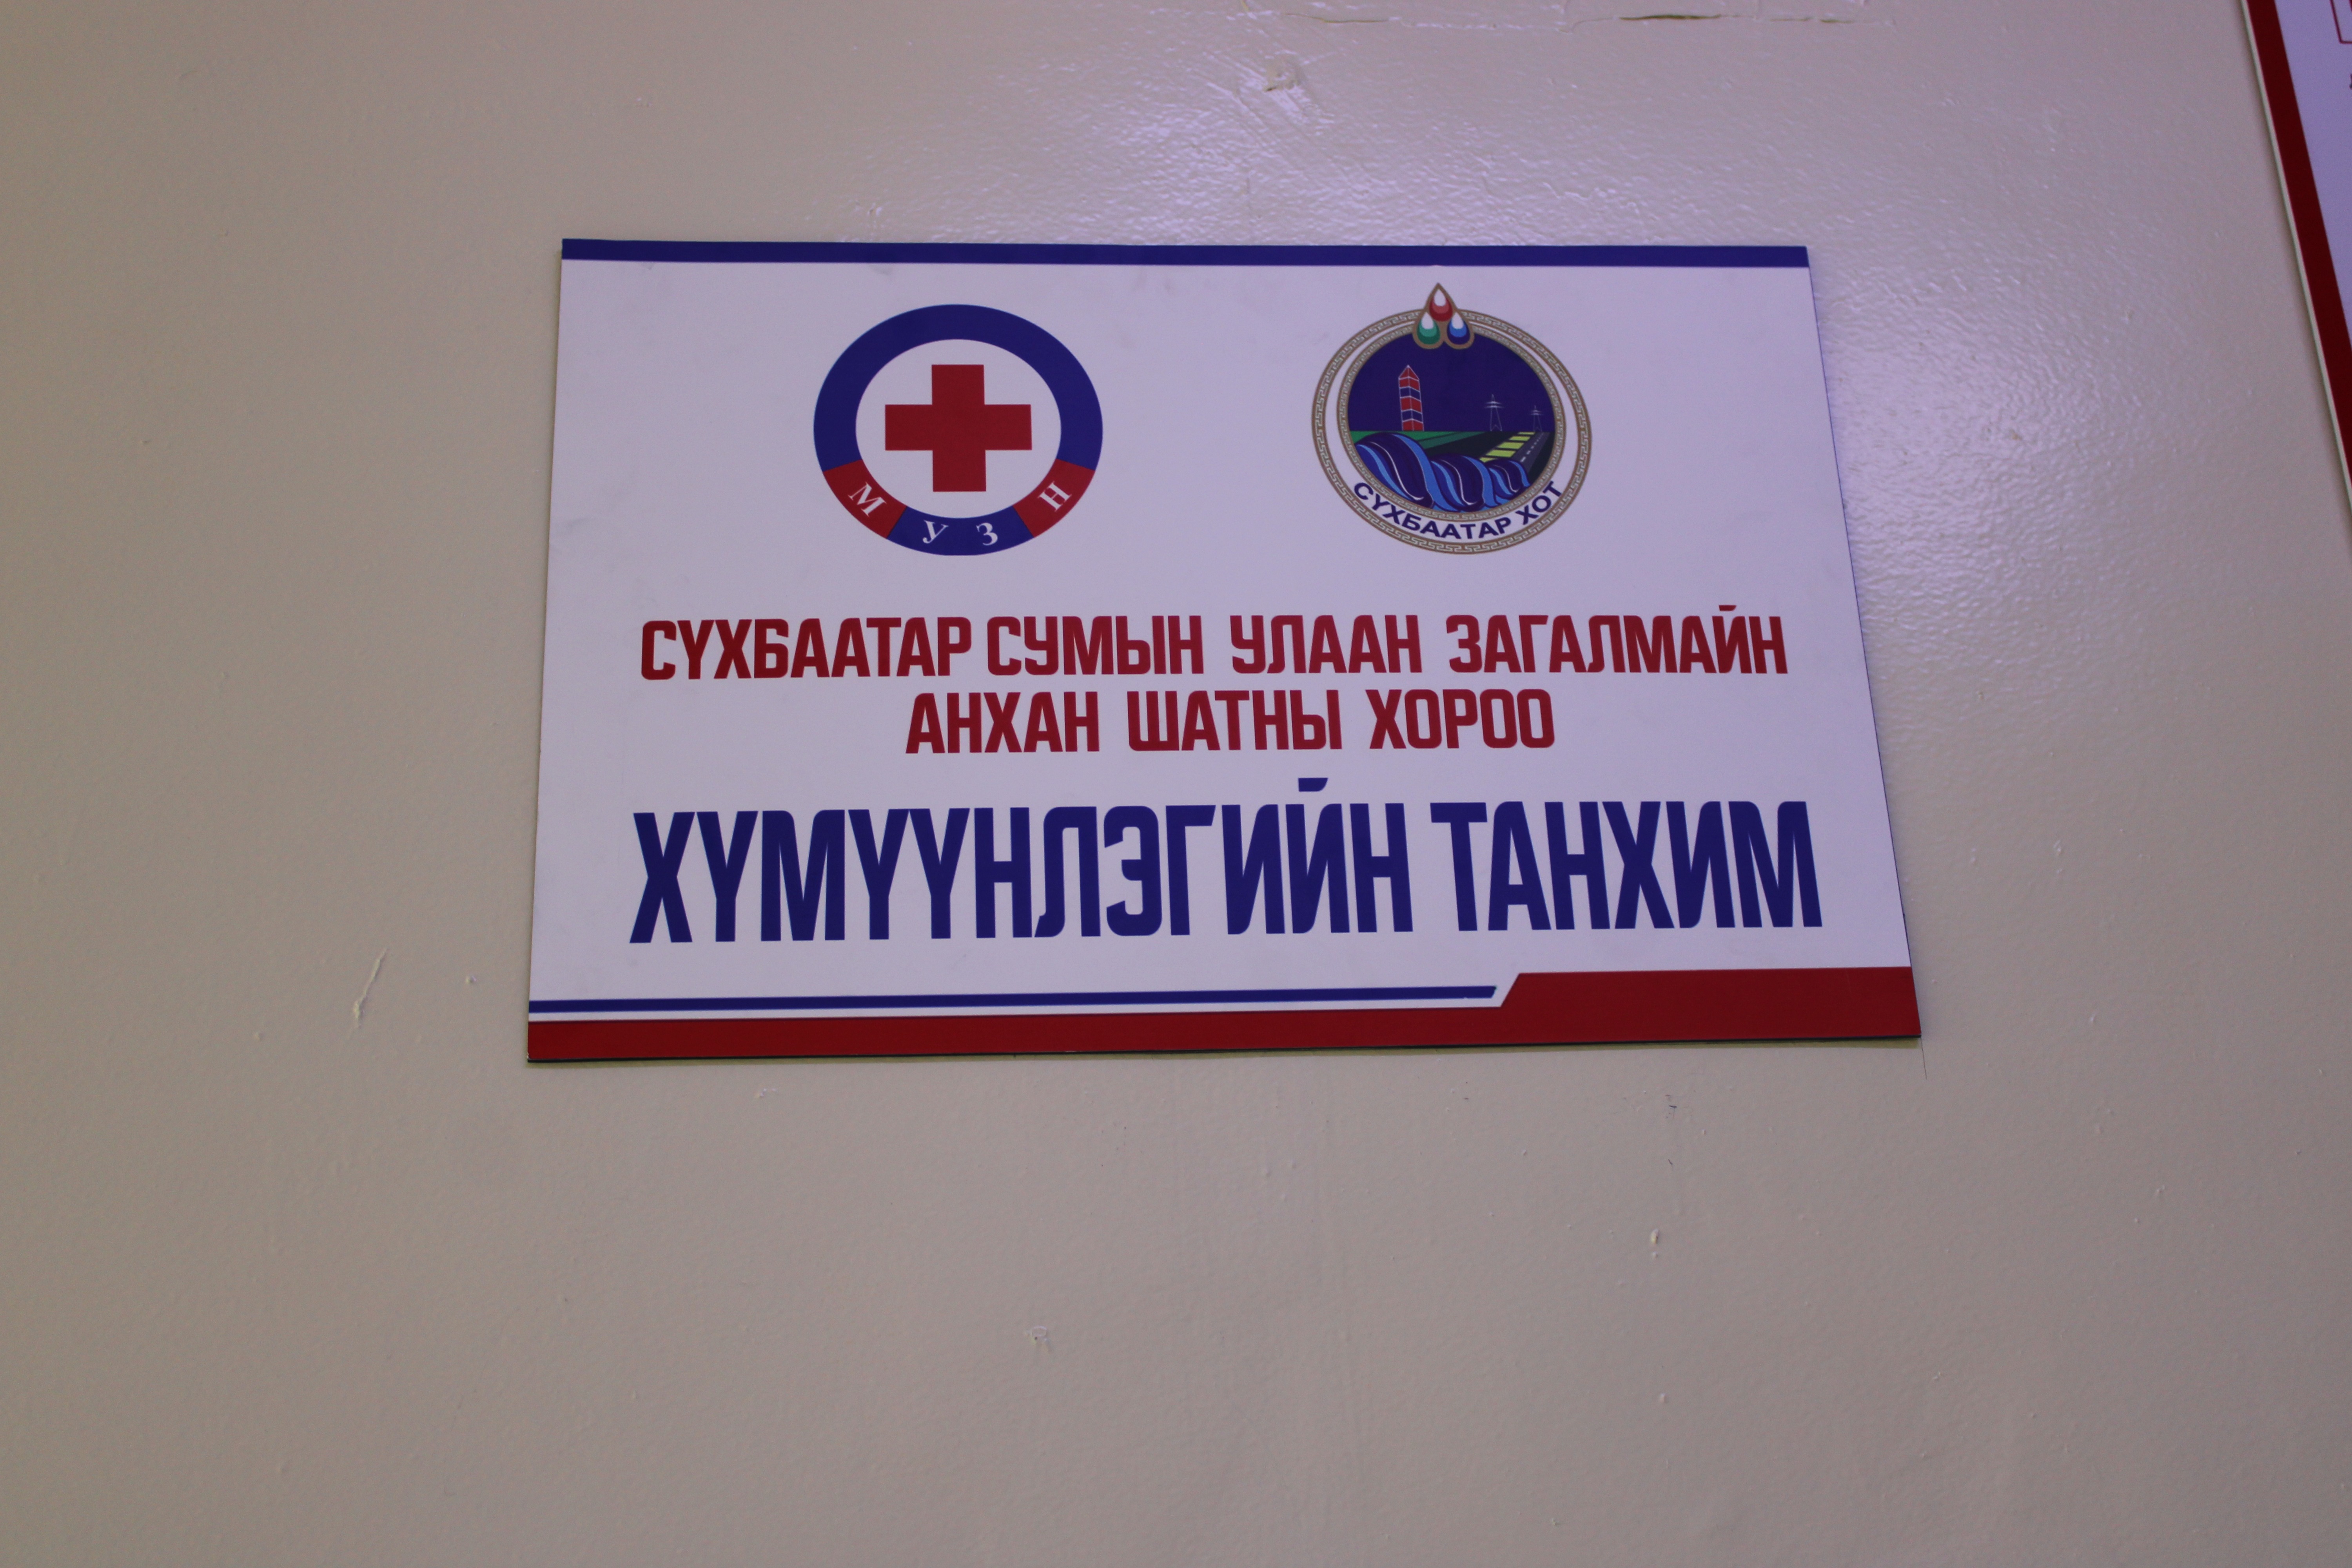 МУЗН
СҮХБААТАР ХОТ
СҮХБААТАР СУМЫН УЛААН ЗАГАЛМАЙН
АНХАН ШАТНЫ ХОРОО
ХҮМҮҮНЛЭГИЙН ТАНХИМ